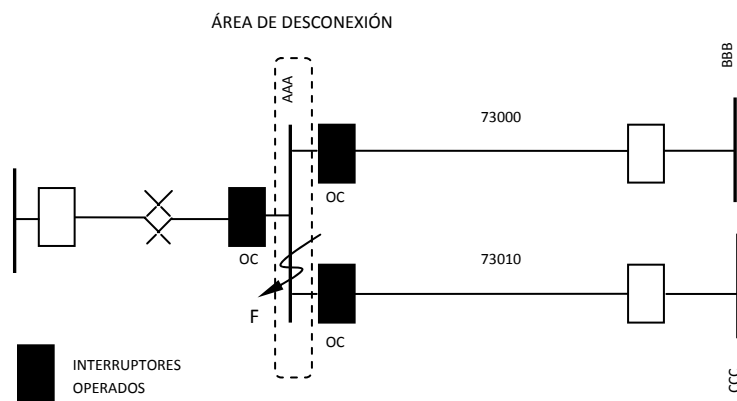 ÁREA DE DESCONEXIÓN
AAA
BBB
73000
OC
OC
73010
F
OC
INTERRUPTORES
OPERADOS
CCC